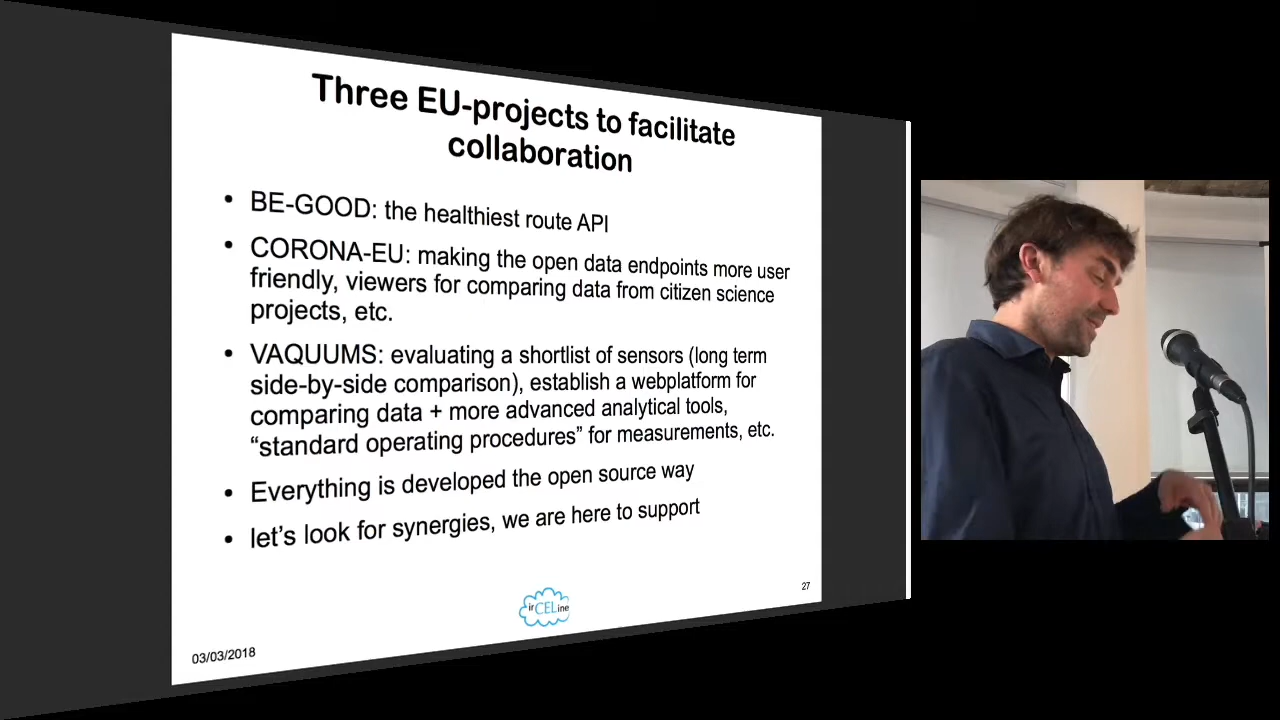 Three EU-projects to facilitate
collaboration
• BE-GOOD: the healthiest route API
• CORONA-EU: making the open data endpoints more user
friendly, viewers for comparing data from citizen science
projects, etc.
• VAQUUMS: evaluating a shortlist of sensors (long term
side-by-side comparison), establish a webplatform for
comparing data + more advanced analytical tools,
“standard operating procedures” for measurements, etc.
• Everything is developed the open source way
• let’s look for synergies, we are here to support
27
irCELine
03/03/2018